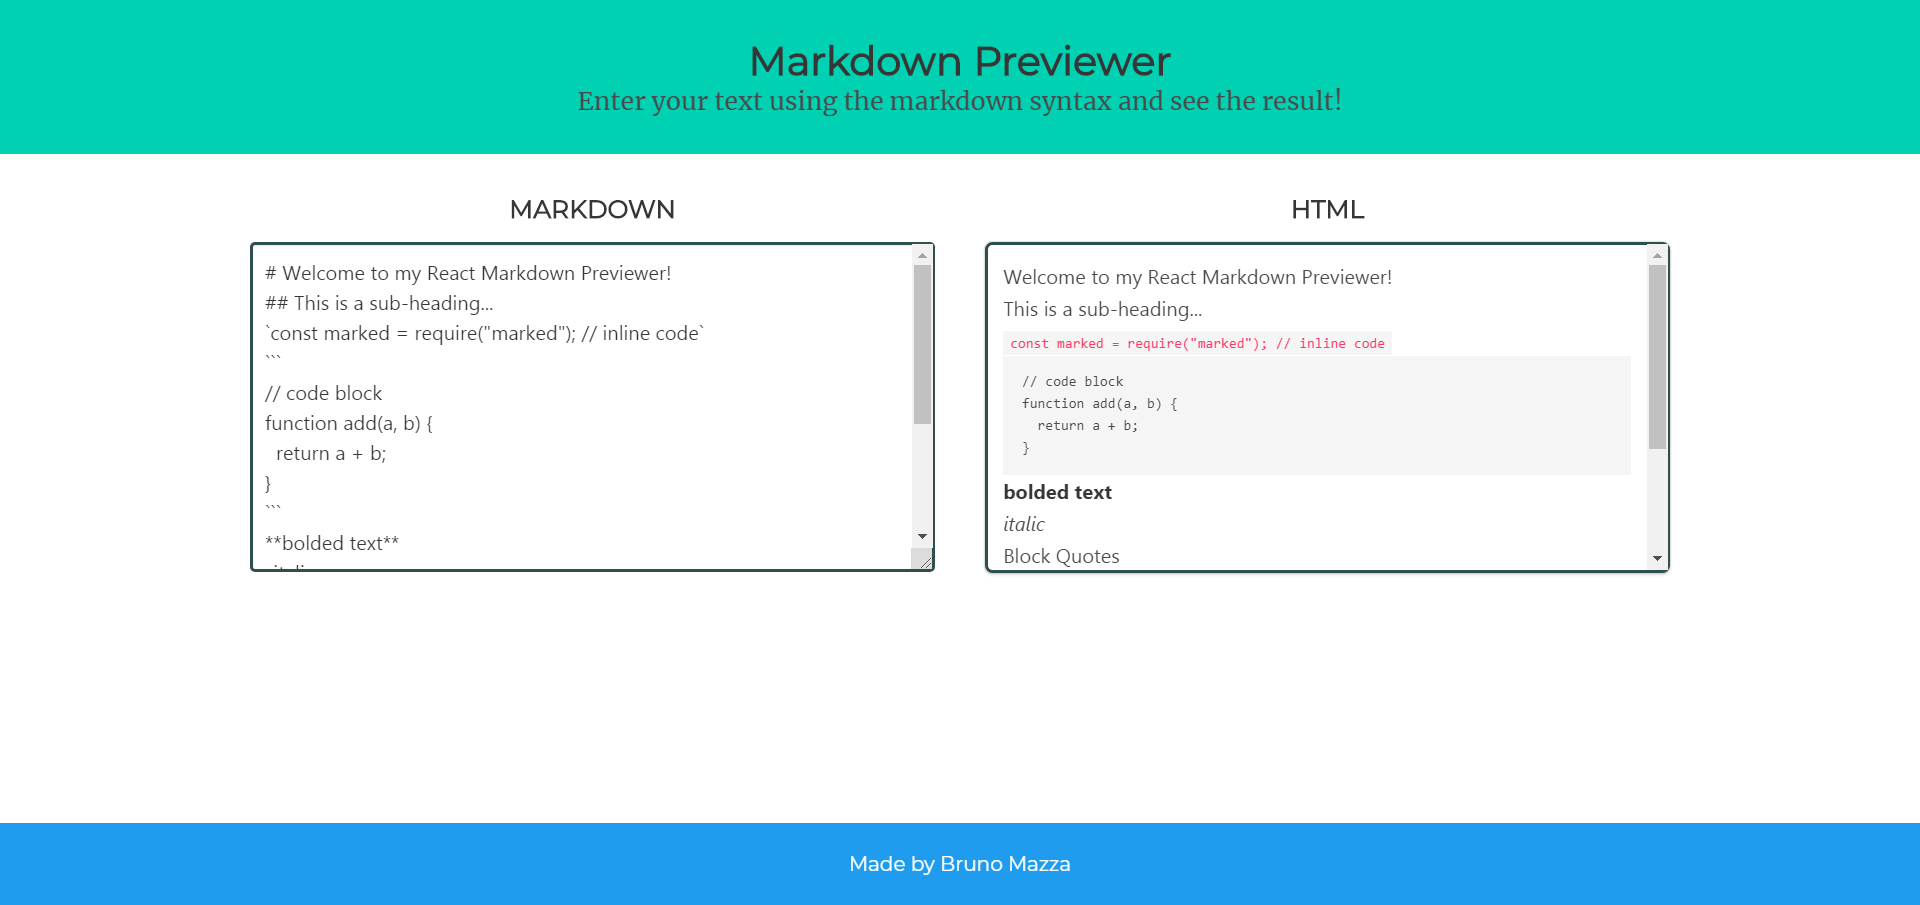 Markdown Previewer
Enter your text using the markdown syntax and see the result!
MARKDOWN
# Welcome to my React Markdown Previewer!
## This is a sub-heading...
`const marked = require("marked"); // inline code`
```
// code block
function add(a, b) {
  return a + b;
}
```
**bolded text**
HTML
Welcome to my React Markdown Previewer!
This is a sub-heading...
const marked = require("marked"); // inline code
// code block
function add(a, b) {
  return a + b;
}
bolded text
italic
Block Quotes
Made by Bruno Mazza